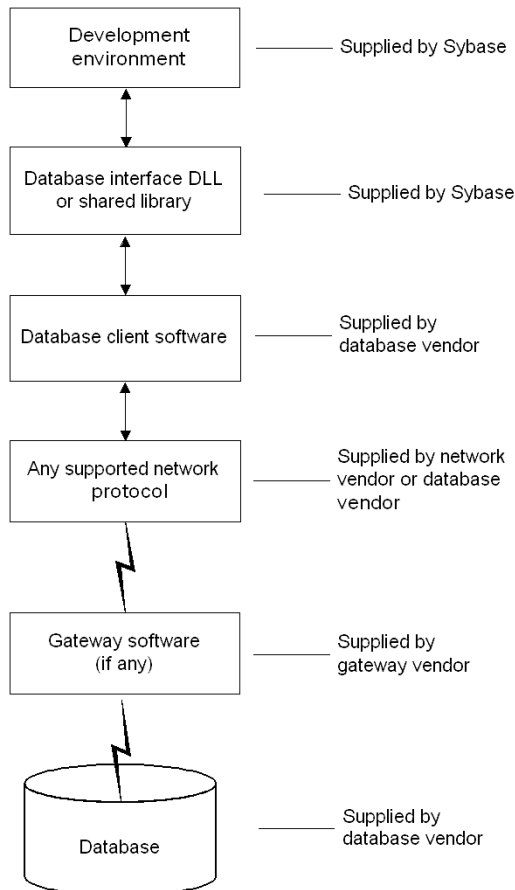 Development
environment
Supplied by Sybase
Database interface DLL
or shared library
Supplied by Sybase
Database client software
Supplied by
database vendor
Any supported network
protocol
Supplied by network
vendor or database
vendor
Gateway software
(if any)
Supplied by
gateway vendor
Database
Supplied by
database vendor